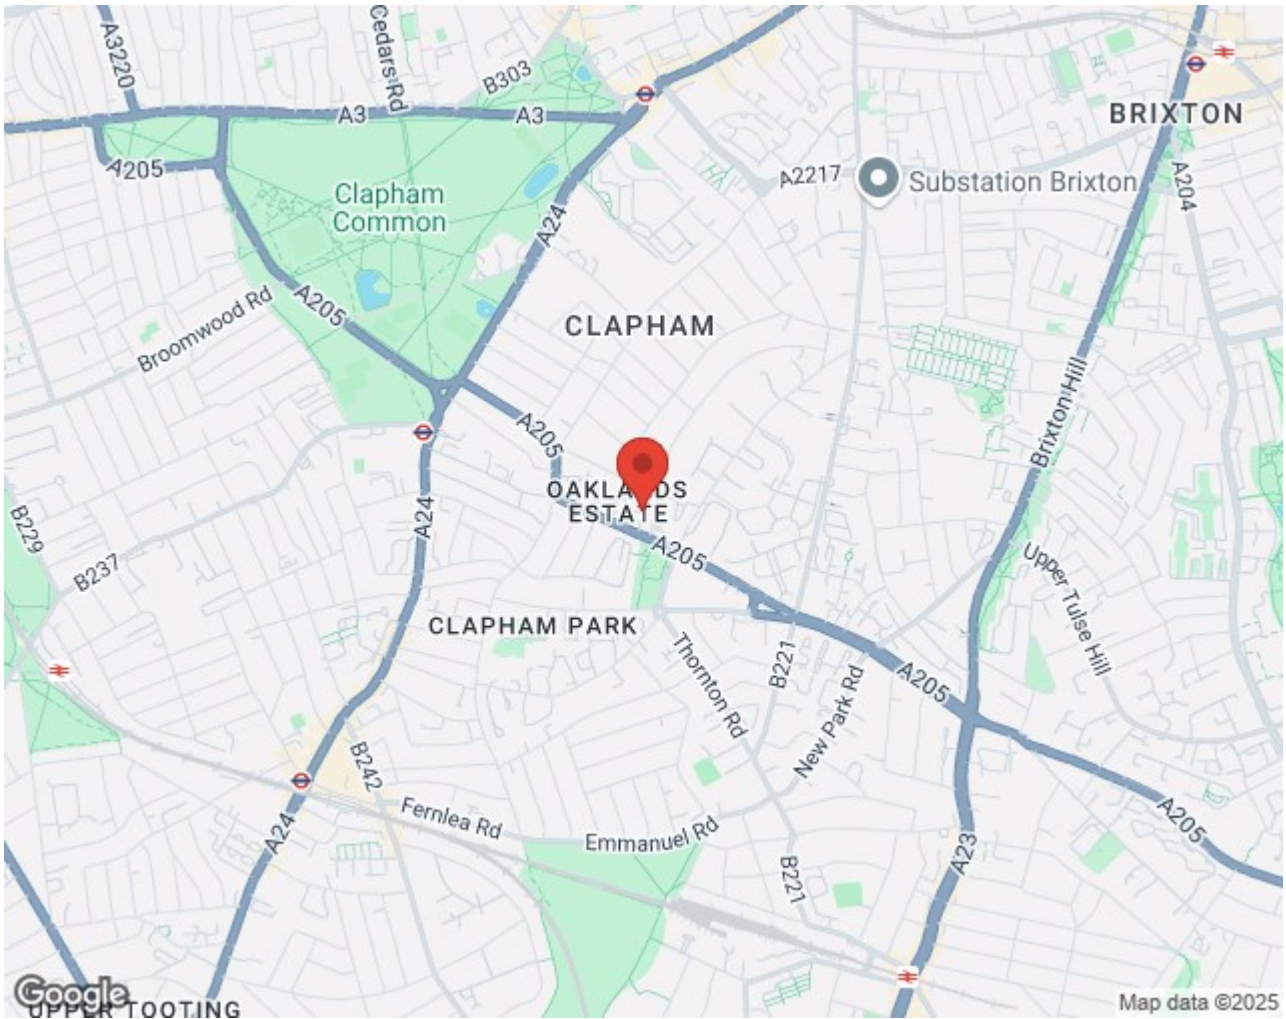 A3220
Cedars Rd
B303
A3
A3
BRIXTON
A205
A2217
Substation Brixton
A204
Clapham
Common
A24
A205
Broomwood Rd
CLAPHAM
Brixton Hill
A205
OAKLANDS
ESTATE
A24
B229
A205
B237
Upper Tulse Hill
CLAPHAM PARK
Thornton Rd
B221
A205
New Park Rd
B242
Fernlea Rd
Emmanuel Rd
A205
A24
A23
B221
Google
UPPER TOOTING
Map data ©2025